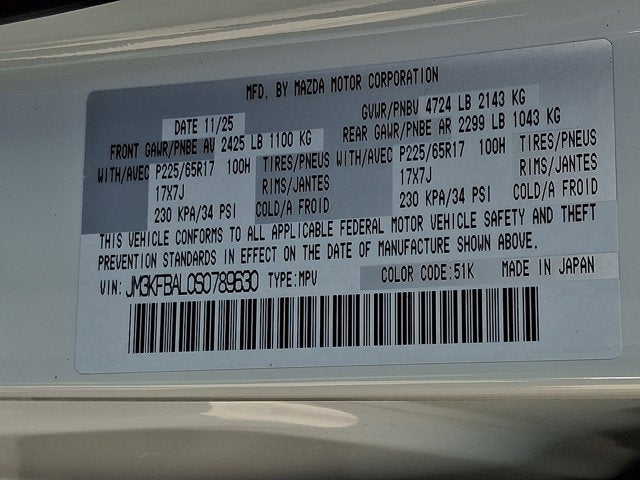 MFD. BY MAZDA MOTOR CORPORATION
DATE 11/25 GVWR/PNBV 4724 LB 2143 KG
FRONT GAWR/PNBE AV 2425 LB 1100 KG REAR GAWR/PNBE AR 2299 LB 1043 KG
WITH/AVEC P225/65R17 100H TIRES/PNEUS WITH/AVEC P225/65R17 100H TIRES/PNEUS
17X7J RIMS/JANTES 17X7J RIMS/JANTES
230 KPA/34 PSI COLD/A FROID 230 KPA/34 PSI COLD/A FROID
THIS VEHICLE CONFORMS TO ALL APPLICABLE FEDERAL MOTOR VEHICLE SAFETY AND THEFT
PREVENTION STANDARDS IN EFFECT ON THE DATE OF MANUFACTURE SHOWN ABOVE.
VIN: JM3KFBAL0S0789630 TYPE:MPV COLOR CODE:51K MADE IN JAPAN